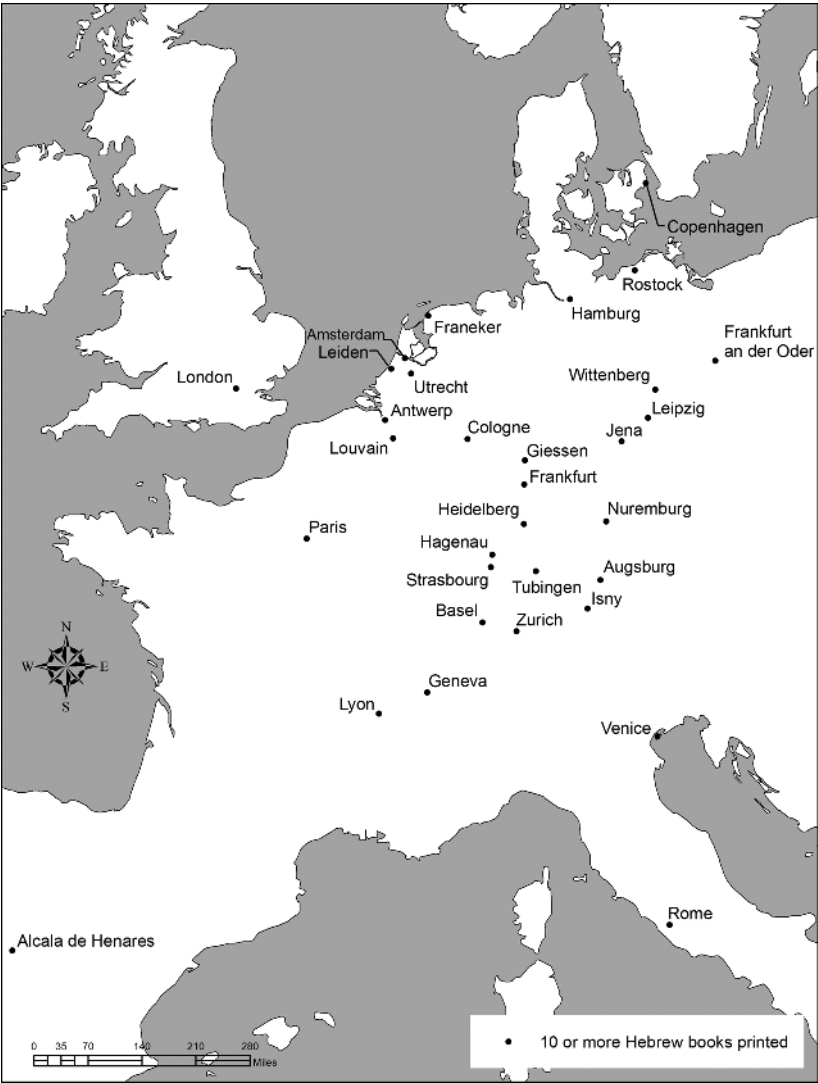 Copenhagen
Rostock
Hamburg
Franeker
Amsterdam
Leiden
Utrecht
Frankfurt
an der Oder
London
Wittenberg
Antwerp
Leipzig
Cologne
Jena
Louvain
Giessen
Frankfurt
Heidelberg
Nuremburg
Paris
Hagenau
Strasbourg
Tubingen
Augsburg
Isny
Basel
Zurich
N
W
E
S
Geneva
Lyon
Venice
Rome
Alcala de Henares
10 or more Hebrew books printed
0 35 70 140 210 280
Miles